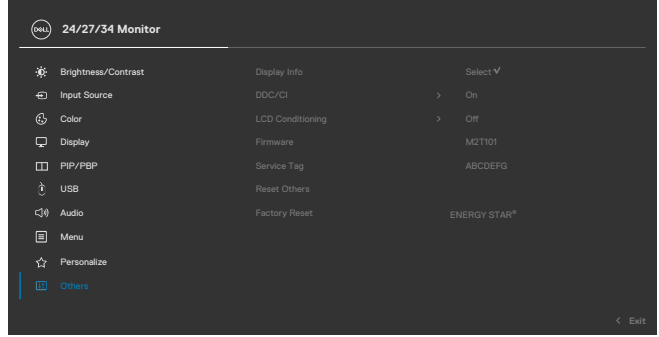 DELL 24/27/34 Monitor
Brightness/Contrast Display Info Select ✓
Input Source DDC/CI > On
Color LCD Conditioning > Off
Display Firmware M2T101
PIP/PBP Service Tag ABCDEFG
USB Reset Others
Audio Factory Reset ENERGY STAR®
Menu
Personalize
Others
< Exit